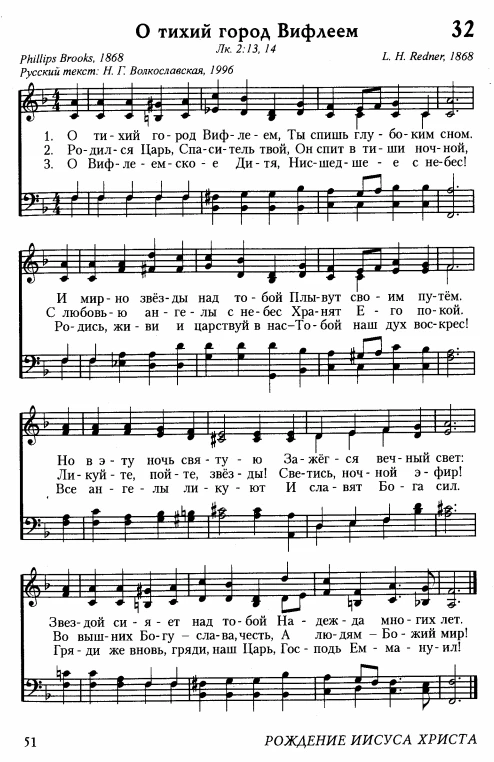 О тихий город Вифлеем 32
Лк. 2:13, 14
Phillips Brooks, 1868 L. H. Redner, 1868
Русский текст: Н. Г. Волкославская, 1996
1. О ти-хий го-род Виф-ле-ем, Ты спишь глу-бо-ким сном.
2. Ро-дил-ся Царь, Спа-си-тель твой, Он спит в ти-ши ноч-ной,
3. О Виф-ле-ем-ско-е Ди-тя, Нис-шед-ше-е с не-бес!
И мир-но звёз-ды над то-бой Плы-вут сво-им пу-тём.
С любовь-ю ан-ге-лы с не-бес Хра-нят Е-го по-кой.
Ро-дись, жи-ви и царствуй в нас—То-бой наш дух вос-крес!
Но в э-ту ночь свя-ту-ю За-жёг-ся веч-ный свет:
Ли-куй-те, пой-те, звёз-ды! Све-тись, ноч-ной э-фир!
Все ан-ге-лы ли-ку-ют И сла-вят Бо-га сил.
Звез-дой си-я-ет над то-бой На-деж-да мно-гих лет.
Во выш-них Бо-гу – сла-ва, честь, А лю-дям – Бо-жий мир!
Гря-ди же вновь, гряди, наш Царь, Гос-подь Ем-ма-ну-ил!
51 РОЖДЕНИЕ ИИСУСА ХРИСТА